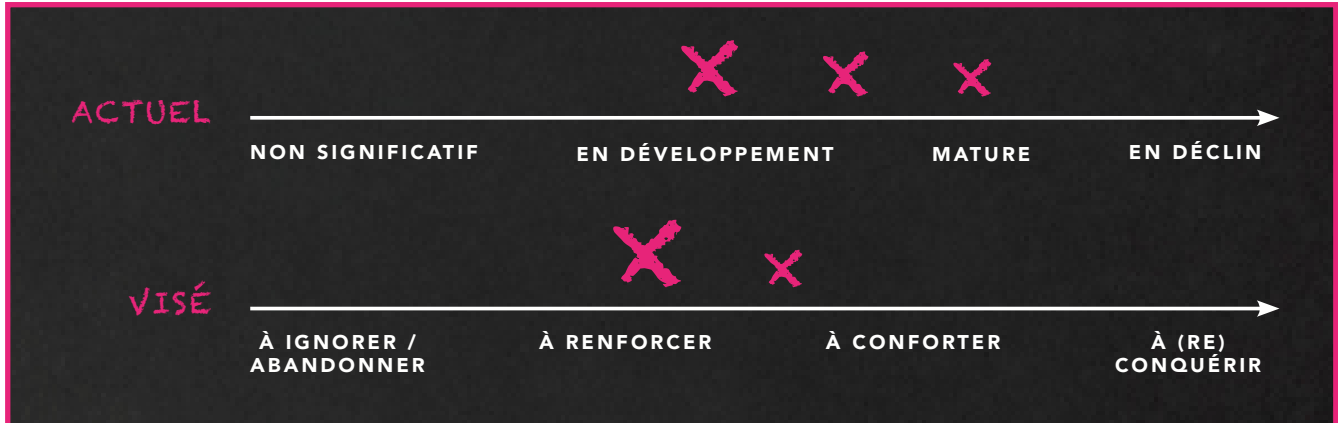 ACTUEL
NON SIGNIFICATIF
EN DÉVELOPPEMENT
MATURE
EN DÉCLIN
VISÉ
À IGNORER /
ABANDONNER
À RENFORCER
À CONFORTER
À (RE)
CONQUÉRIR